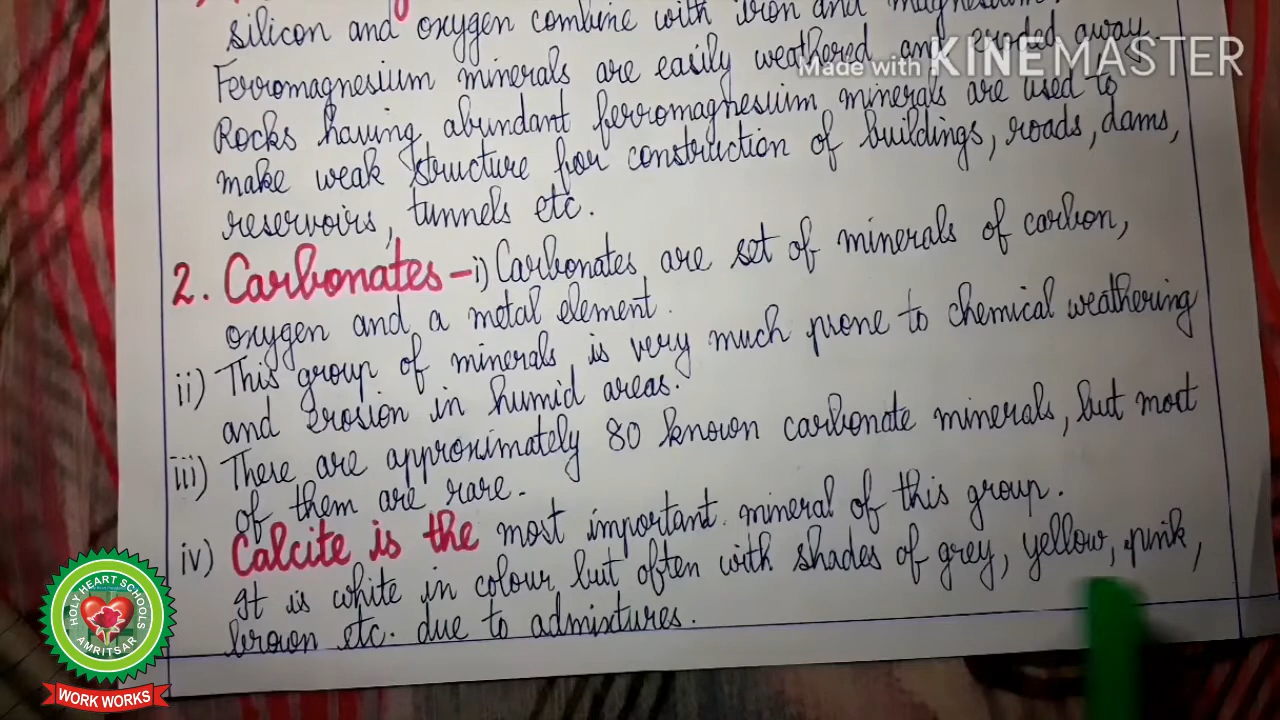 silicon and oxygen combine with iron and magnesium.
Ferromagnesium minerals are easily weathered and eroded away.
Rocks having abundant ferromagnesium minerals are used to
make weak structure for construction of buildings, roads, dams,
reservoirs, tunnels etc.
2. Carbonates - i) Carbonates are set of minerals of carbon,
oxygen and a metal element.
ii) This group of minerals is very much prone to chemical weathering
and erosion in humid areas.
iii) There are approximately 80 known carbonate minerals, but most
of them are rare.
iv) Calcite is the most important mineral of this group.
It is white in colour but often with shades of grey, yellow, pink,
brown etc. due to admixtures.
Made with KINEMASTER
HOLY HEART SCHOOLS
AMRITSAR
WORK WORKS